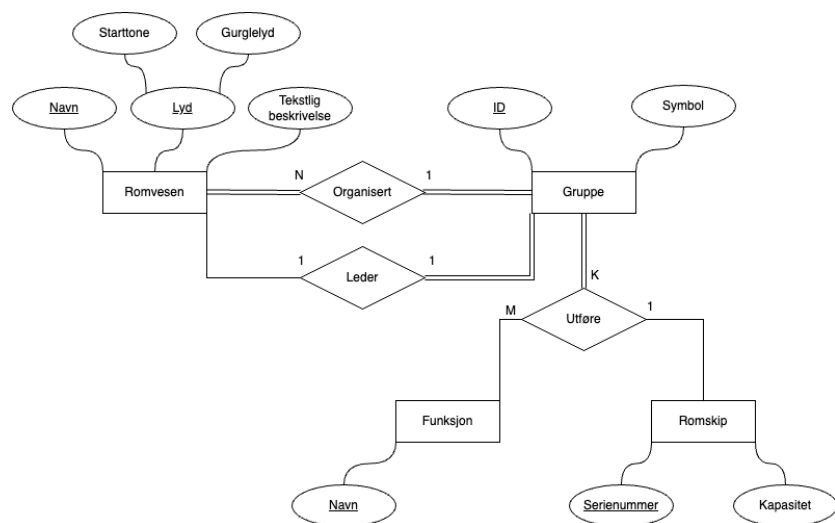 Starttone
Gurglelyd
Navn
Lyd
Tekstlig
beskrivelse
ID
Symbol
Romvesen
N
Organisert
1
Gruppe
1
Leder
1
K
M
Utføre
1
Funksjon
Romskip
Navn
Serienummer
Kapasitet